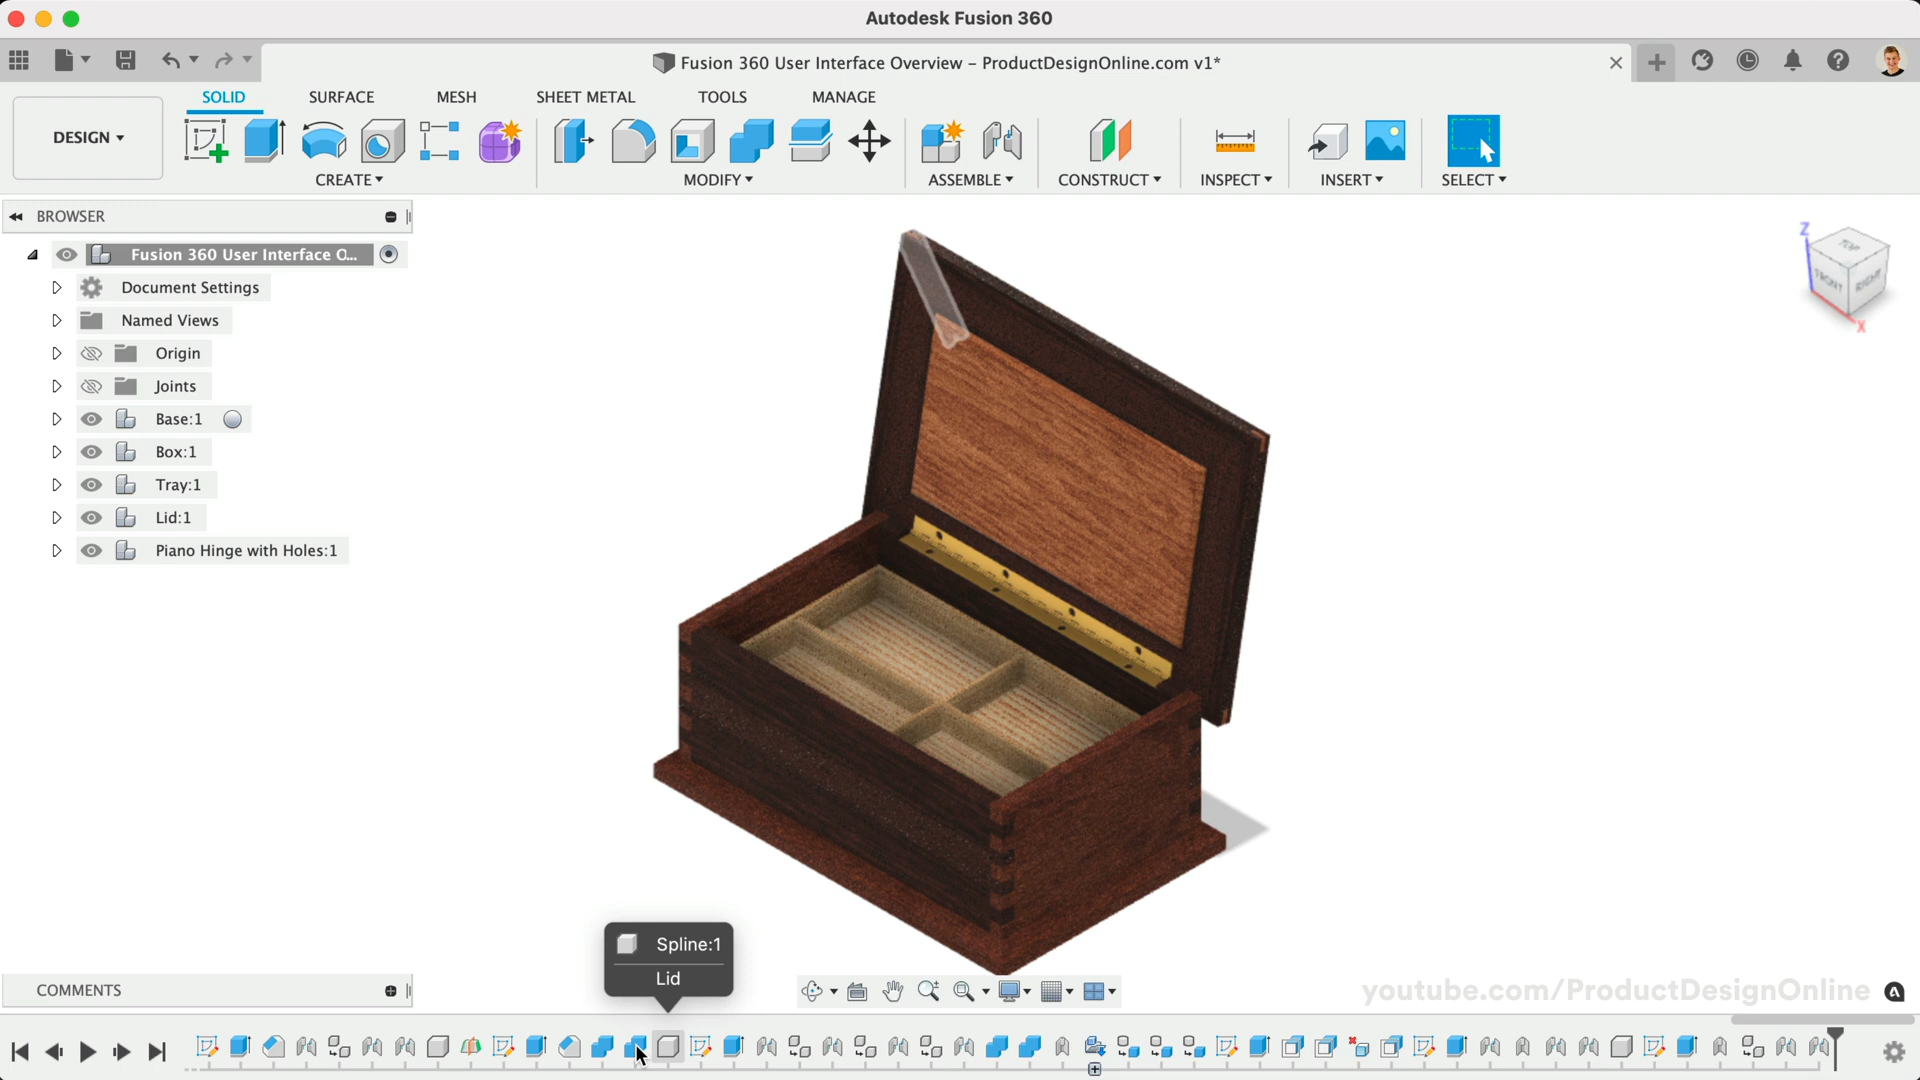 Autodesk Fusion 360
Fusion 360 User Interface Overview – ProductDesignOnline.com v1*
SOLID
SURFACE
MESH
SHEET METAL
TOOLS
MANAGE
DESIGN
CREATE
MODIFY
ASSEMBLE
CONSTRUCT
INSPECT
INSERT
SELECT
BROWSER
Fusion 360 User Interface O...
Document Settings
Named Views
Origin
Joints
Base:1
Box:1
Tray:1
Lid:1
Piano Hinge with Holes:1
Z
TOP
FRONT
RIGHT
X
Spline:1
Lid
COMMENTS
youtube.com/ProductDesignOnline